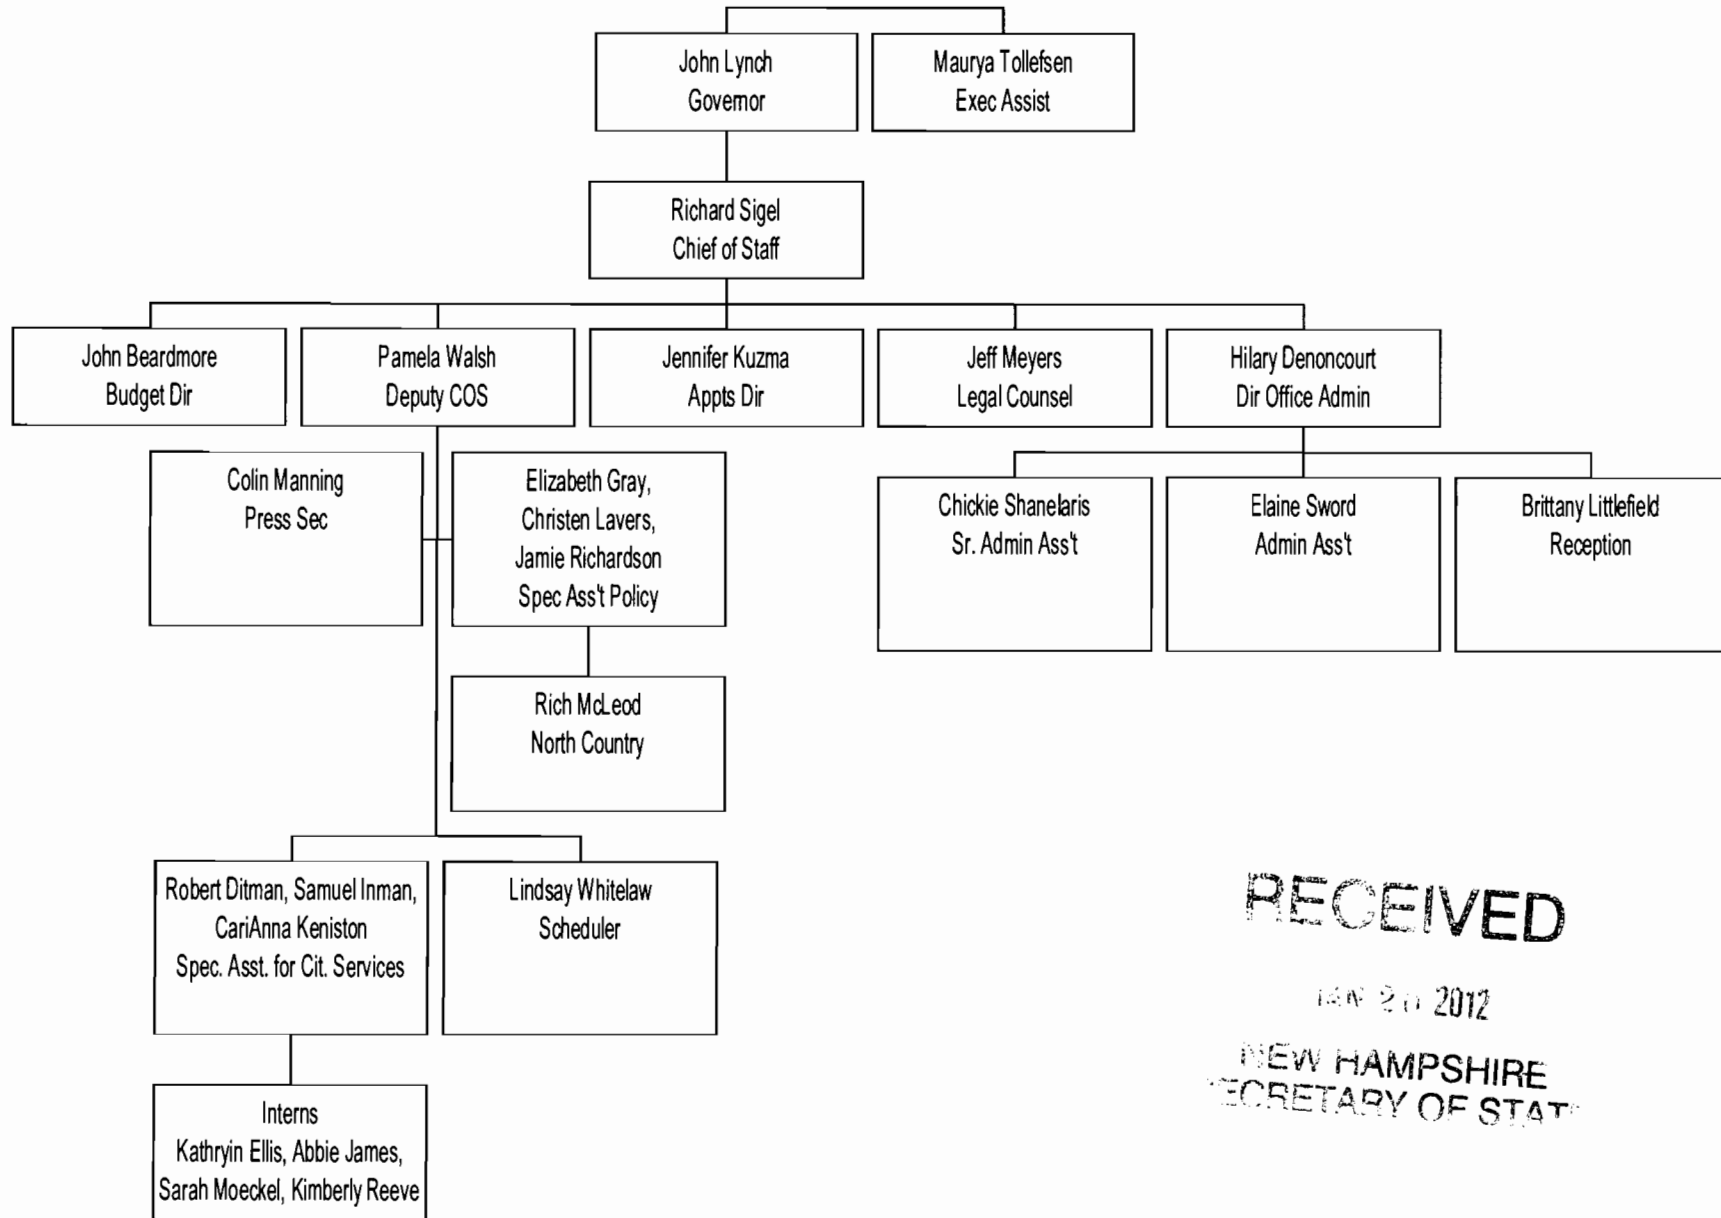 John Lynch
Governor
Maurya Tollefsen
Exec Assist
Richard Sigel
Chief of Staff
John Beardmore
Budget Dir
Pamela Walsh
Deputy COS
Jennifer Kuzma
Appts Dir
Jeff Meyers
Legal Counsel
Hilary Denoncourt
Dir Office Admin
Colin Manning
Press Sec
Elizabeth Gray,
Christen Lavers,
Jamie Richardson
Spec Ass't Policy
Chickie Shanelaris
Sr. Admin Ass't
Elaine Sword
Admin Ass't
Brittany Littlefield
Reception
Rich McLeod
North Country
Robert Ditman, Samuel Inman,
CariAnna Keniston
Spec. Asst. for Cit. Services
Lindsay Whitelaw
Scheduler
Interns
Kathryin Ellis, Abbie James,
Sarah Moeckel, Kimberly Reeve
RECEIVED
2012
NEW HAMPSHIRE
SECRETARY OF STATE